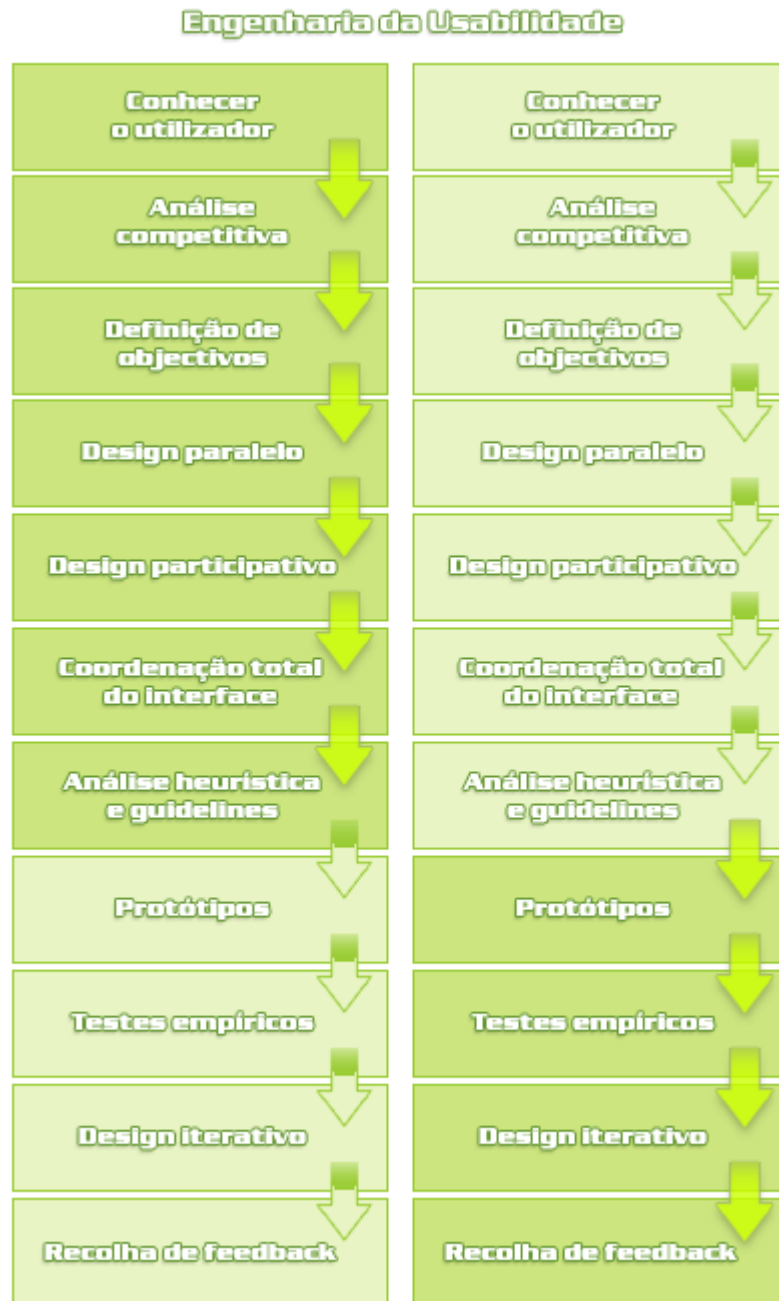 Engenharia da Usabilidade
Conhecer
o utilizador
Análise
competitiva
Definição de
objectivos
Design paralelo
Design participativo
Coordenação total
do interface
Análise heurística
e guidelines
Protótipos
Testes empíricos
Design iterativo
Recolha de feedback
Conhecer
o utilizador
Análise
competitiva
Definição de
objectivos
Design paralelo
Design participativo
Coordenação total
do interface
Análise heurística
e guidelines
Protótipos
Testes empíricos
Design iterativo
Recolha de feedback